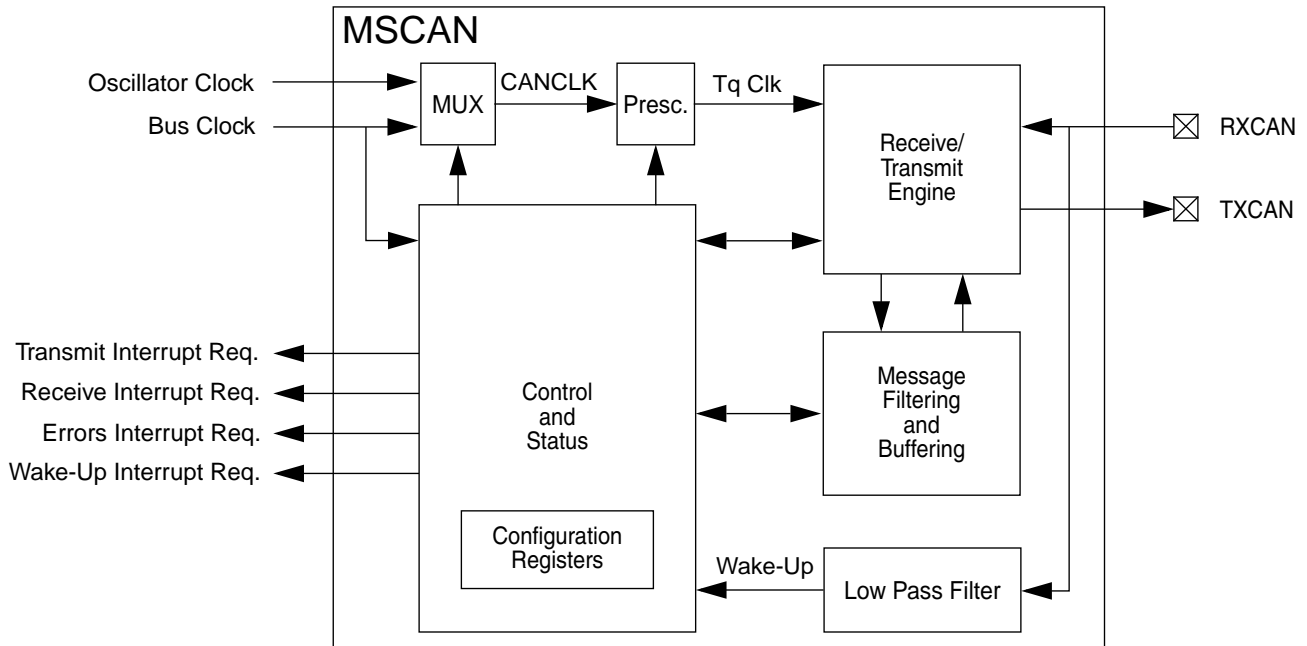 MSCAN
Oscillator Clock
Bus Clock
MUX
CANCLK
Presc.
Tq Clk
Receive/
Transmit
Engine
RXCAN
TXCAN
Transmit Interrupt Req.
Receive Interrupt Req.
Errors Interrupt Req.
Wake-Up Interrupt Req.
Control
and
Status
Message
Filtering
and
Buffering
Configuration
Registers
Wake-Up
Low Pass Filter